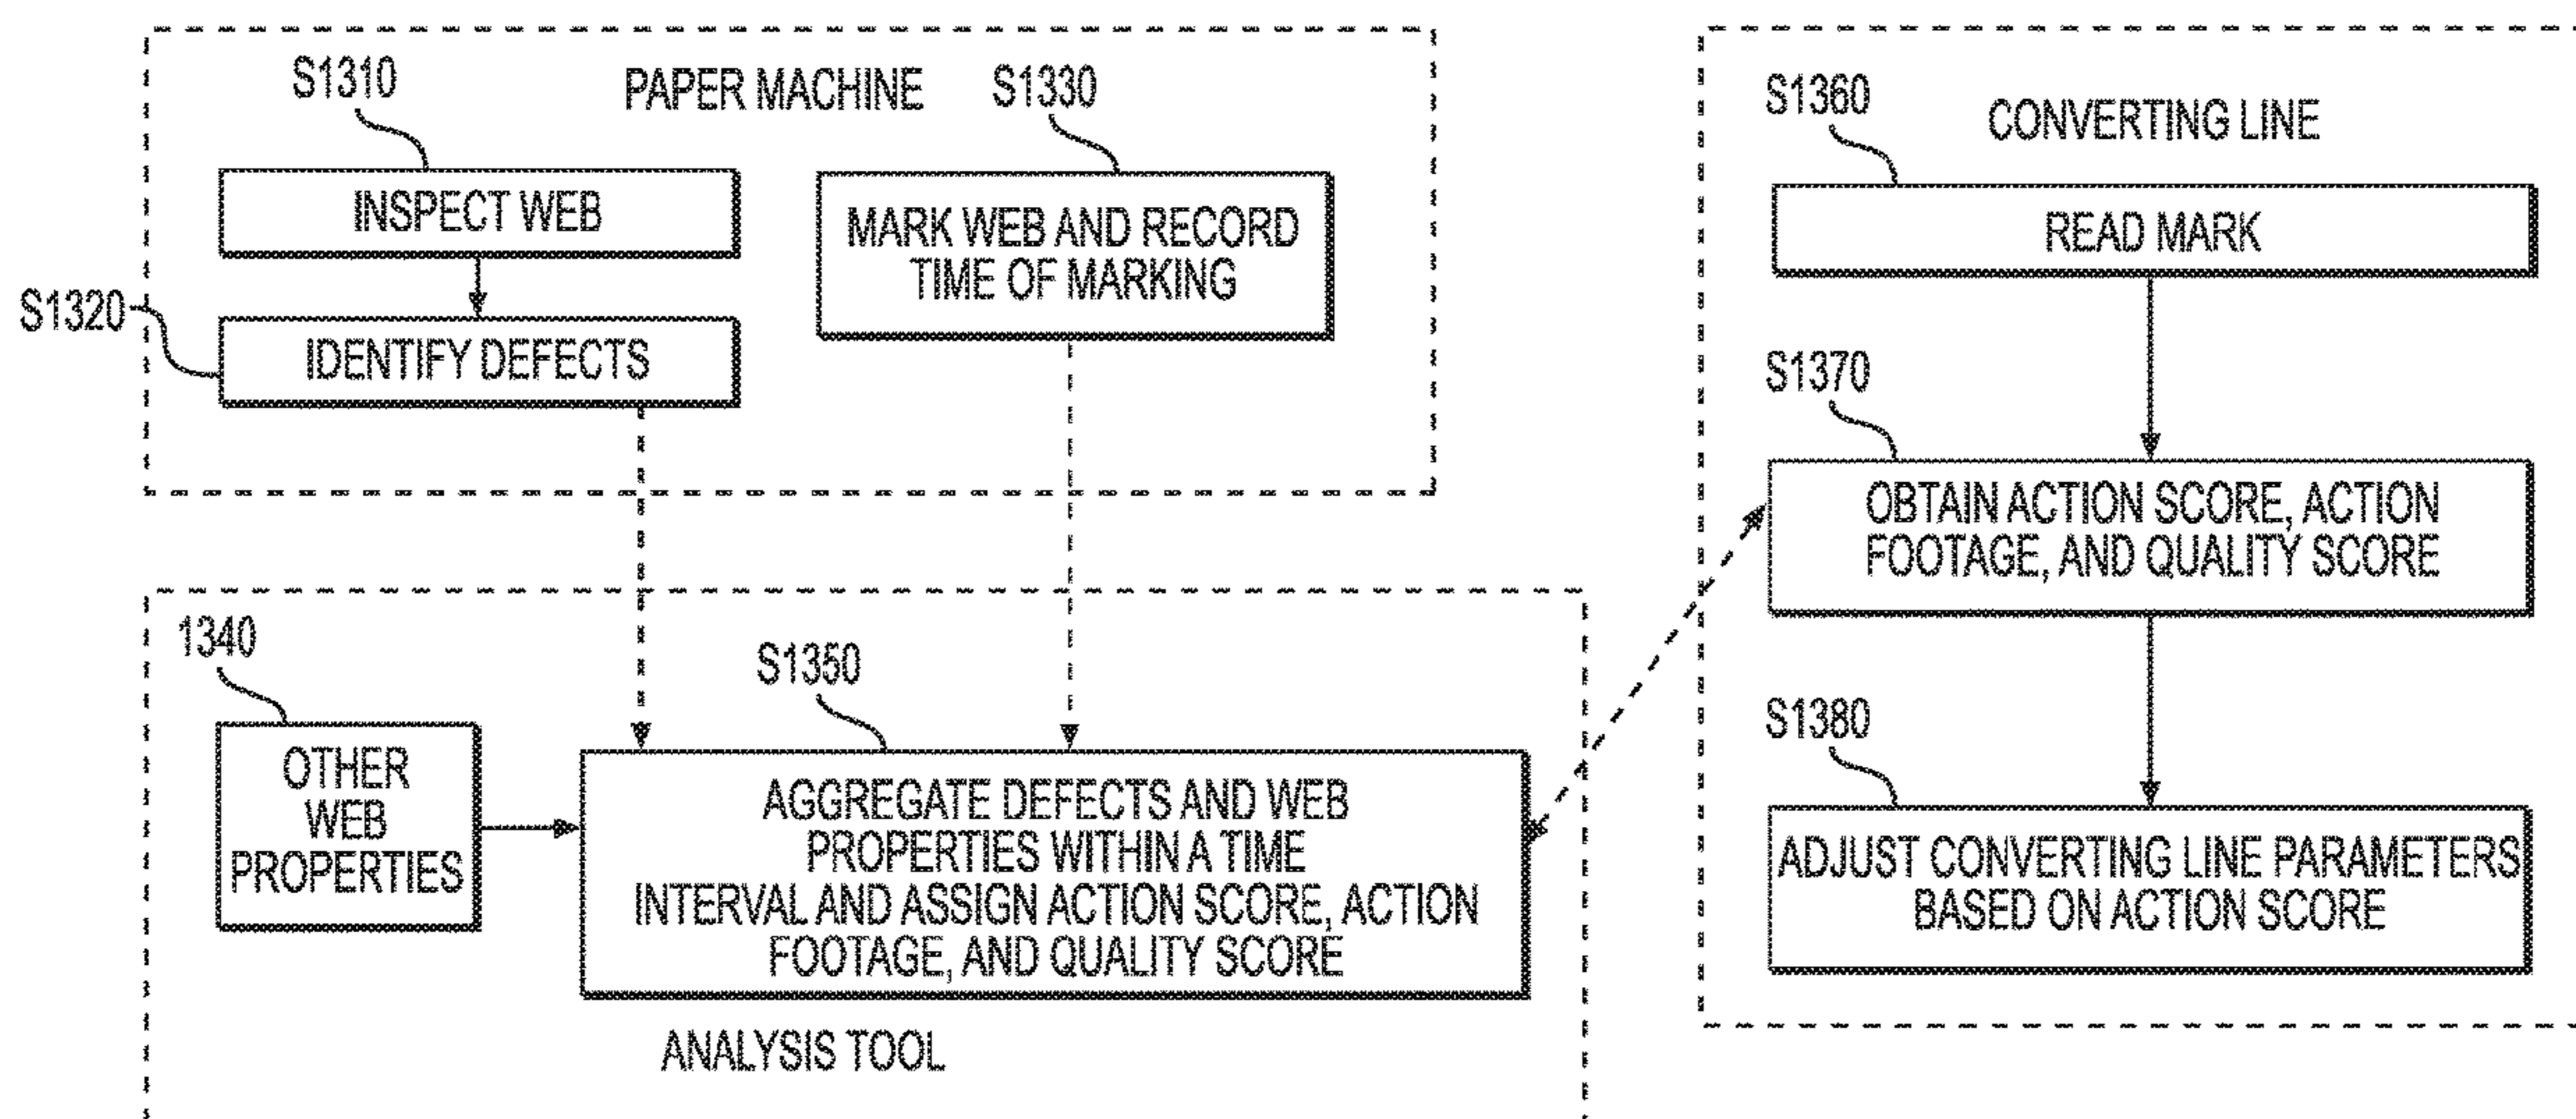 S1310
PAPER MACHINE
S1330
INSPECT WEB
MARK WEB AND RECORD
TIME OF MARKING
S1320
IDENTIFY DEFECTS
1340
OTHER
WEB
PROPERTIES
S1350
AGGREGATE DEFECTS AND WEB
PROPERTIES WITHIN A TIME
INTERVAL AND ASSIGN ACTION SCORE, ACTION
FOOTAGE, AND QUALITY SCORE
ANALYSIS TOOL
S1360
CONVERTING LINE
READ MARK
S1370
OBTAIN ACTION SCORE, ACTION
FOOTAGE, AND QUALITY SCORE
S1380
ADJUST CONVERTING LINE PARAMETERS
BASED ON ACTION SCORE